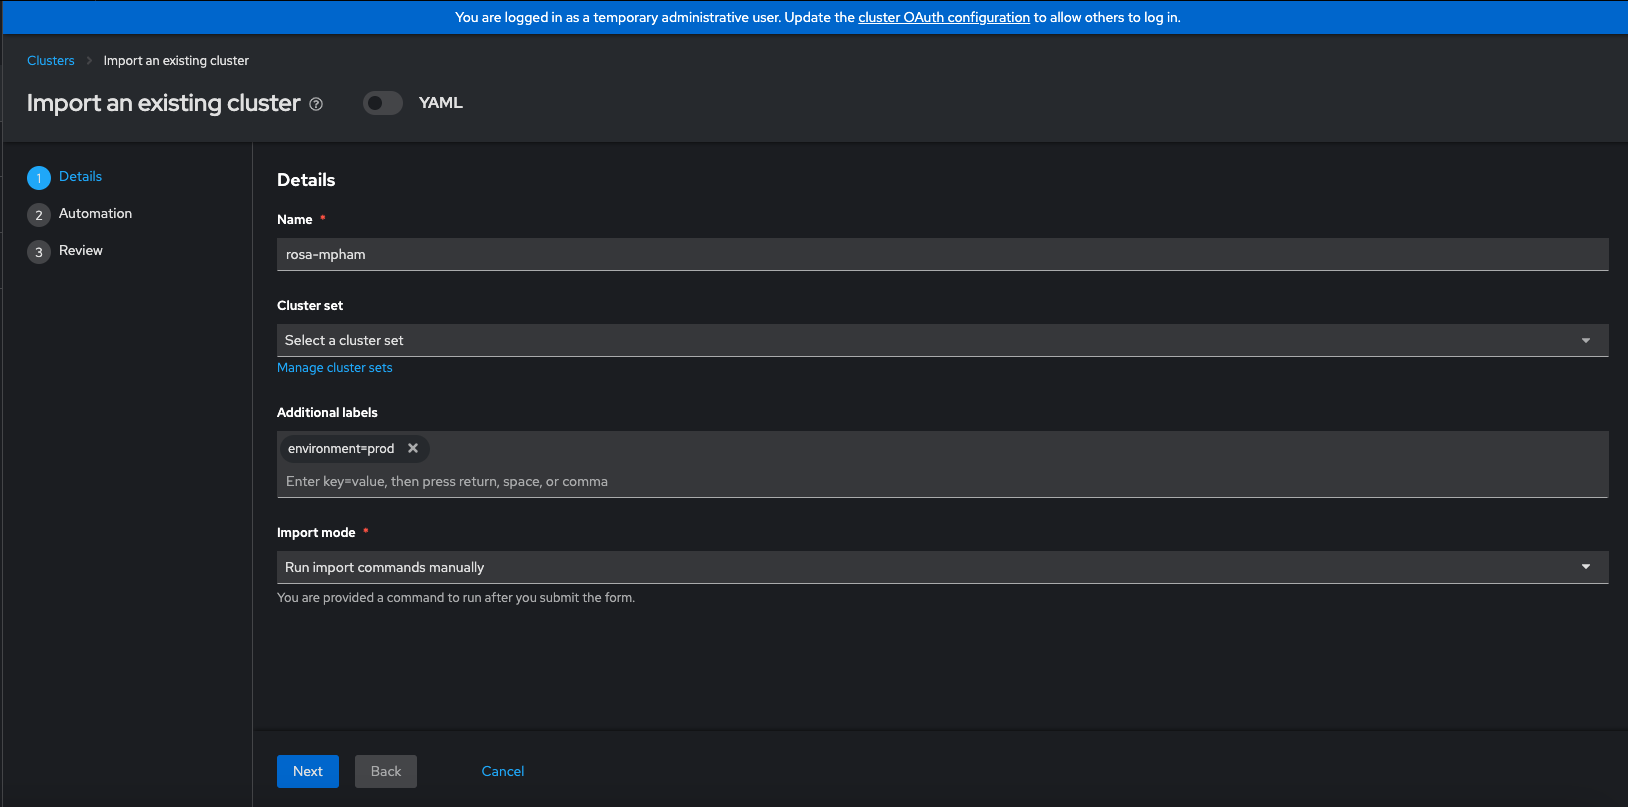 You are logged in as a temporary administrative user. Update the cluster OAuth configuration to allow others to log in.
Clusters > Import an existing cluster
Import an existing cluster
YAML
1 Details
2 Automation
3 Review
Details
Name *
rosa-mpham
Cluster set
Select a cluster set
Manage cluster sets
Additional labels
environment=prod
Enter key=value, then press return, space, or comma
Import mode *
Run import commands manually
You are provided a command to run after you submit the form.
Next Back Cancel